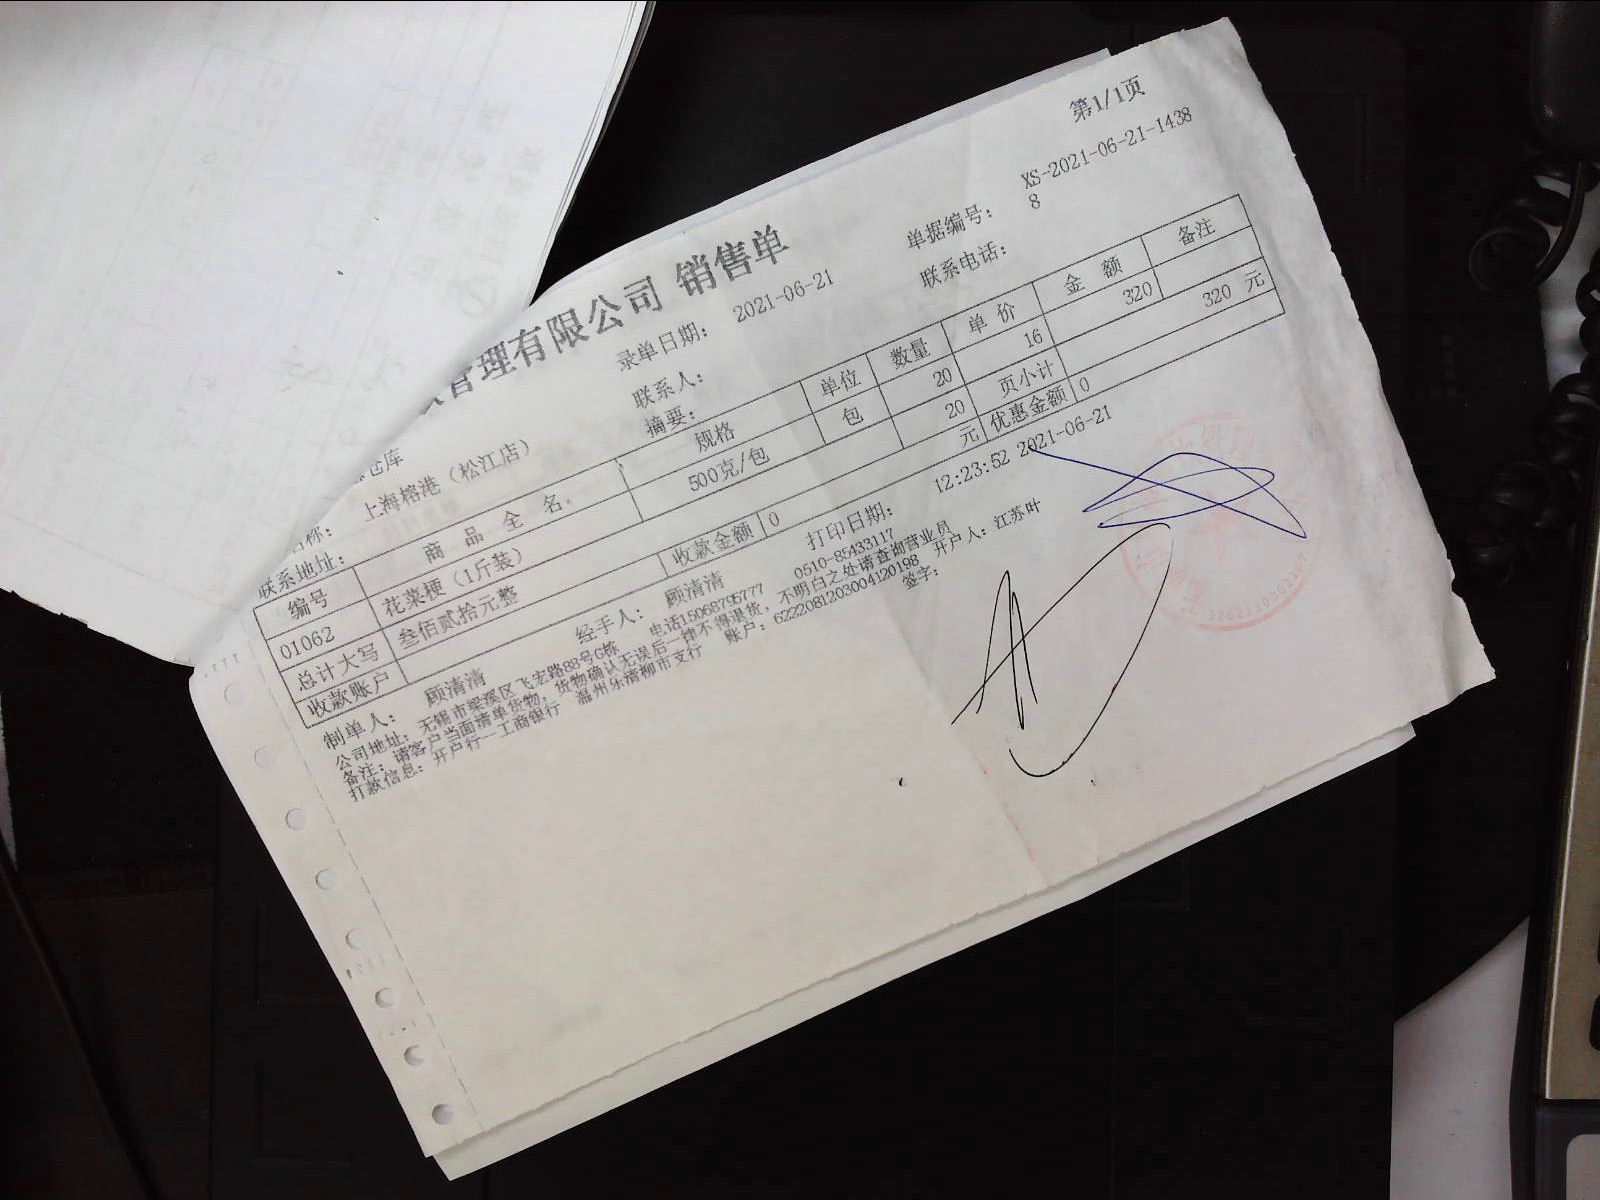 第1/1页
管理有限公司 销售单
单据编号： XS-2021-06-21-1438
8
录单日期： 2021-06-21
联系电话：
仓库
联系人：
上海榕港（松江店）
摘要：
联系地址：
编号 商 品 全 名 规格 单位 数量 单 价 金 额 备注
01062 花菜梗（1斤装） 500克/包 包 20 16 320
总计大写 叁佰贰拾元整 20 页小计 320 元
收款账户 收款金额 0 元 优惠金额 0
制单人： 顾清清 经手人： 顾清清 打印日期： 12:23:52 2021-06-21
公司地址：无锡市梁溪区飞宏路88号G栋 电话15068795777 0510-85433117
备注：请客户当面清单货物，货物确认无误后一律不得退货，不明白之处请查询营业员
打款信息：开户行—工商银行 温州乐清柳市支行 账户：6222081203004120198 开户人：江苏叶
签字：